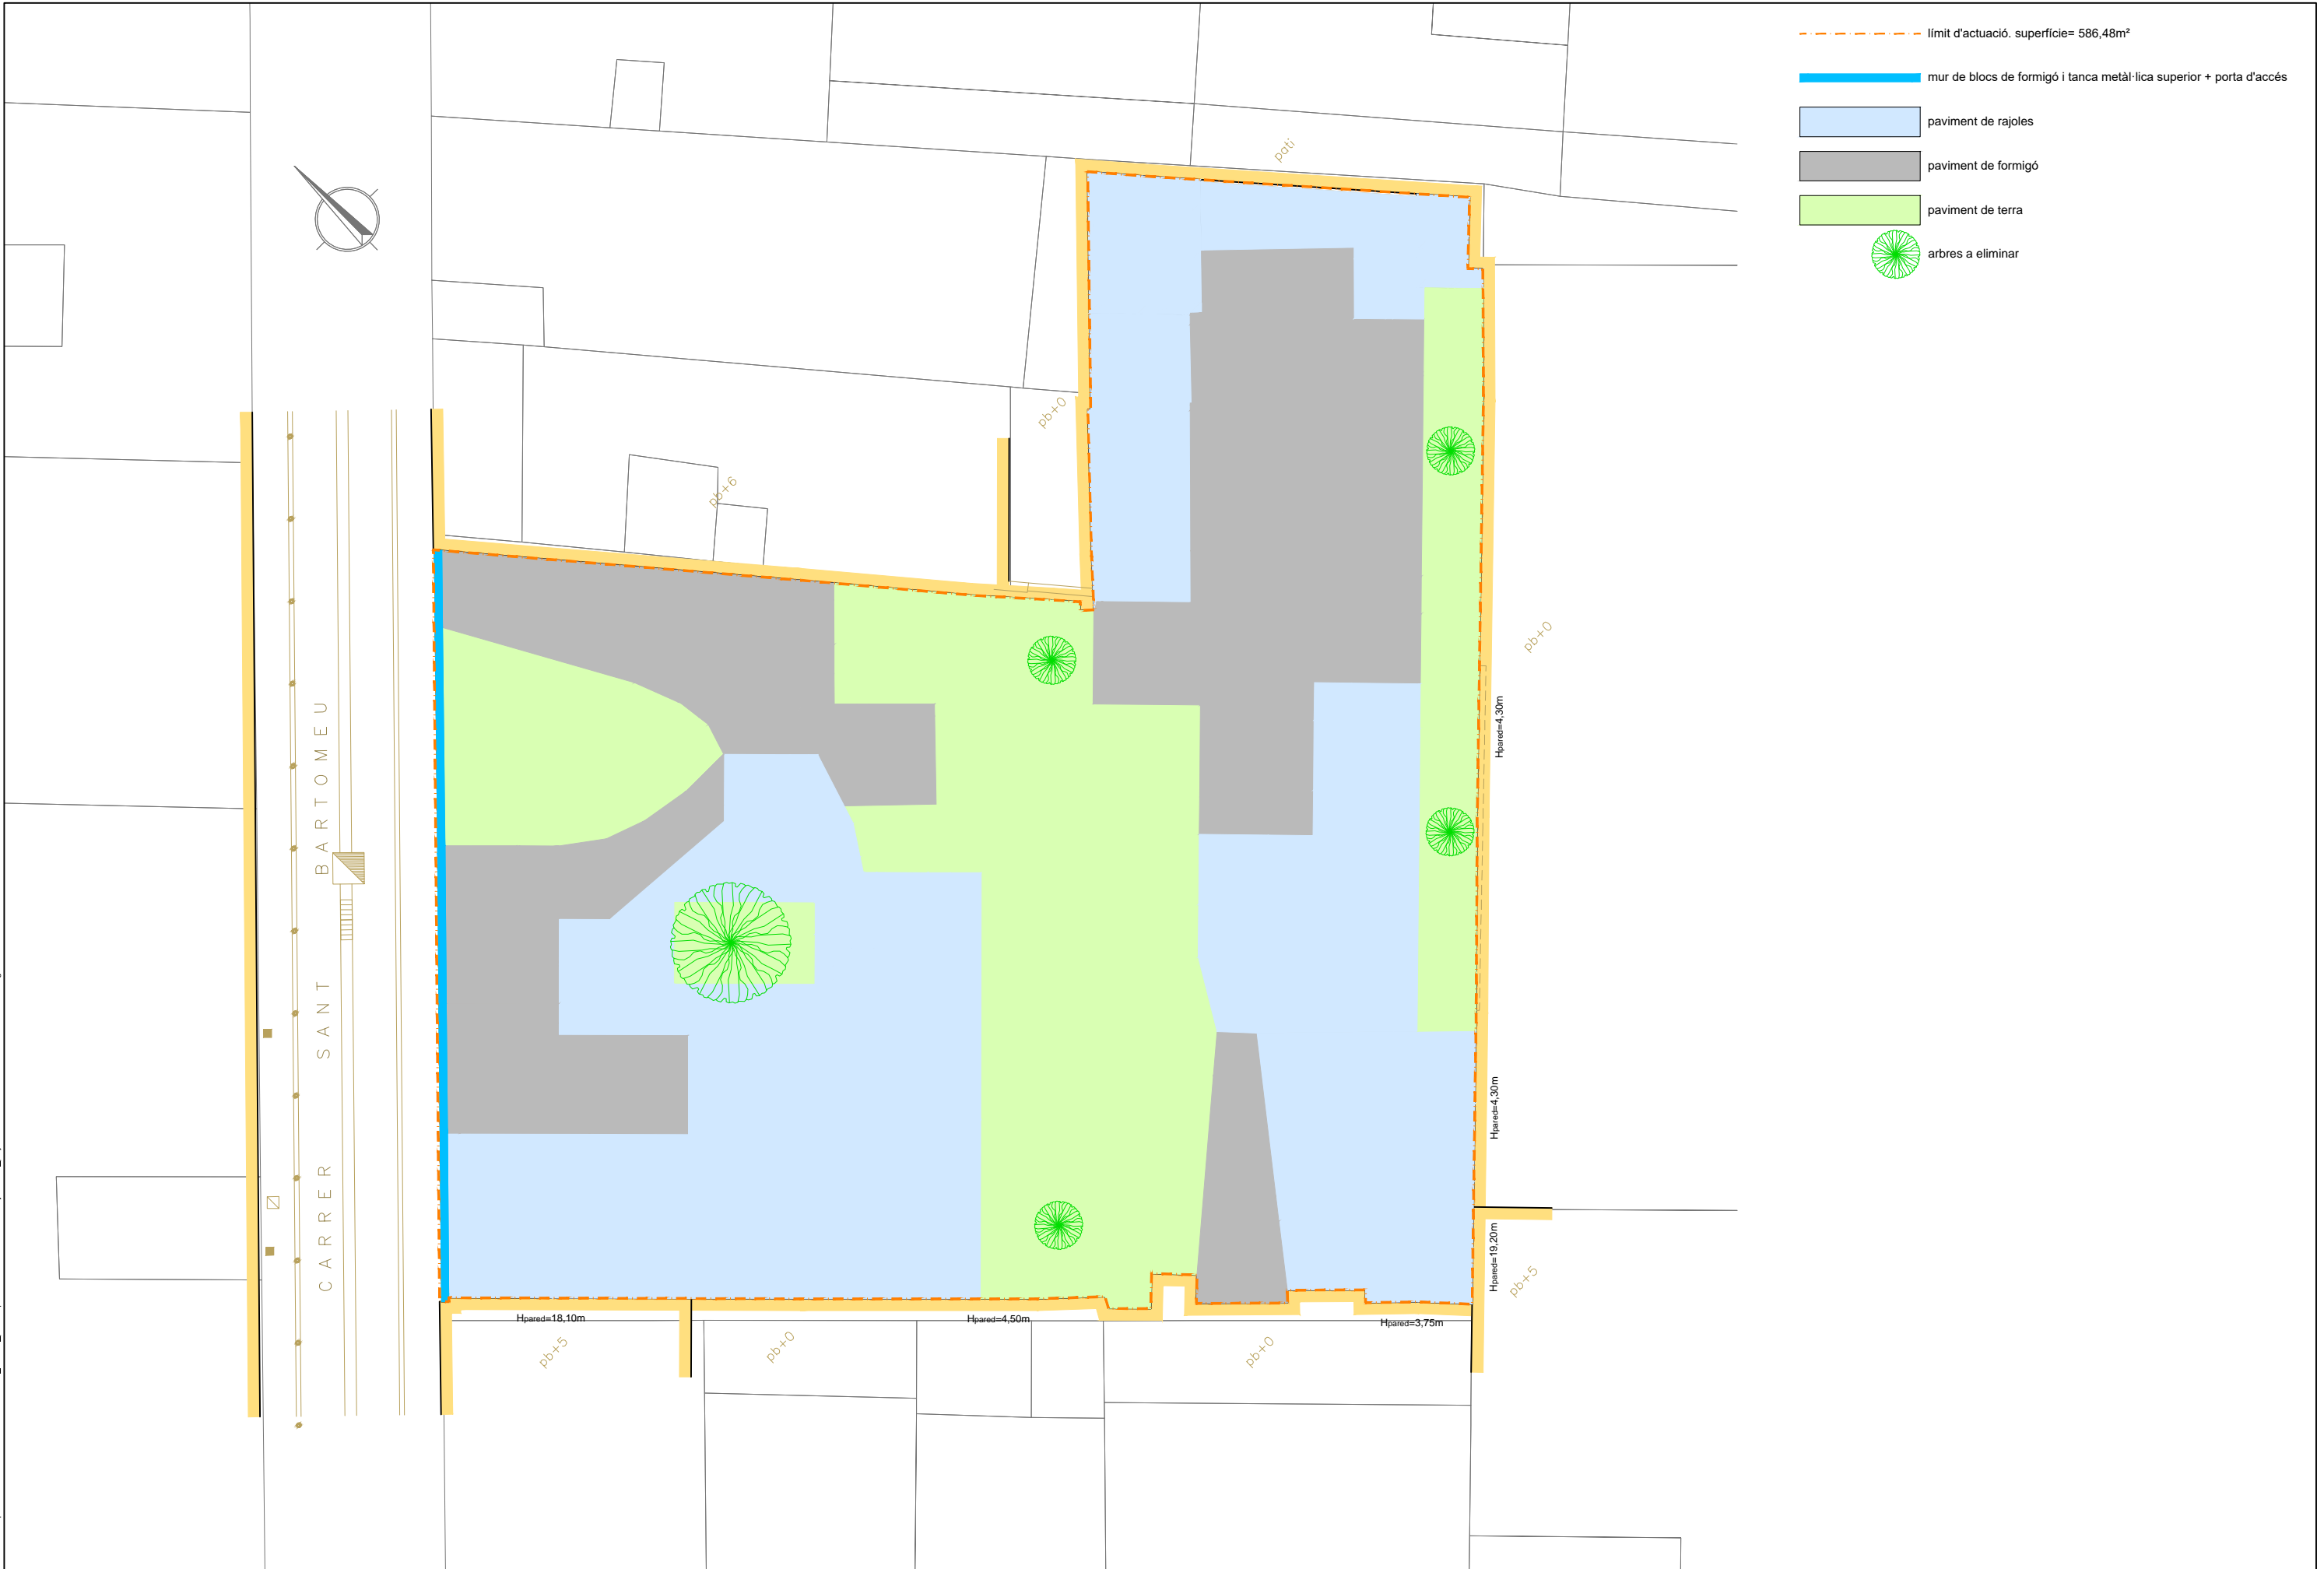 límit d'actuació. superfície= 586,48m²
mur de blocs de formigó i tanca metàl·lica superior + porta d'accés
paviment de rajoles
paviment de formigó
paviment de terra
arbres a eliminar
pati
pb+0
pb+6
pb+0
Hpared=4,30m
CARRER SANT BARTOMEU
Hpared=4,30m
Hpared=19,20m
pb+5
Hpared=18,10m
Hpared=4,50m
Hpared=3,75m
pb+5
pb+0
pb+0